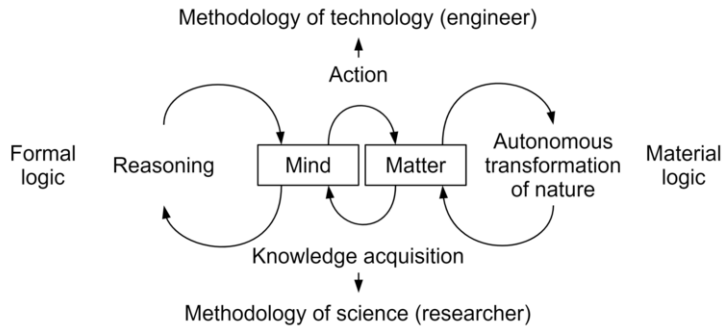 Methodology of technology (engineer)
Action
Formal
logic
Reasoning
Mind
Matter
Autonomous
transformation
of nature
Material
logic
Knowledge acquisition
Methodology of science (researcher)